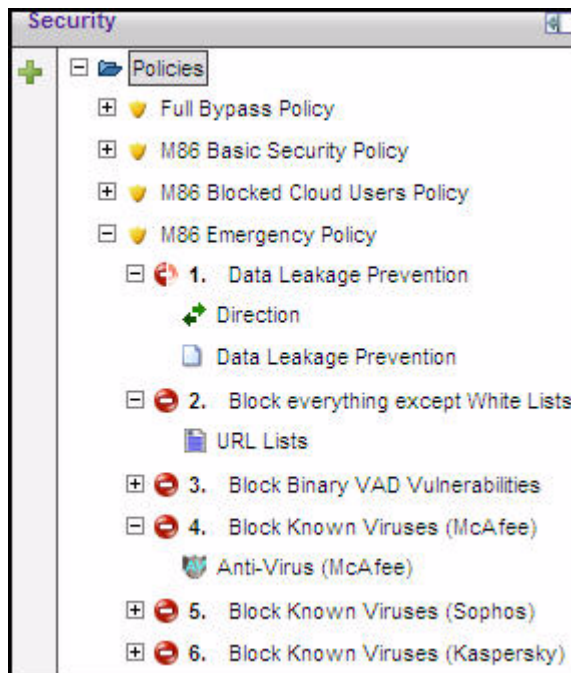 Security
Policies
Full Bypass Policy
M86 Basic Security Policy
M86 Blocked Cloud Users Policy
M86 Emergency Policy
1. Data Leakage Prevention
Direction
Data Leakage Prevention
2. Block everything except White Lists
URL Lists
3. Block Binary VAD Vulnerabilities
4. Block Known Viruses (McAfee)
Anti-Virus (McAfee)
5. Block Known Viruses (Sophos)
6. Block Known Viruses (Kaspersky)